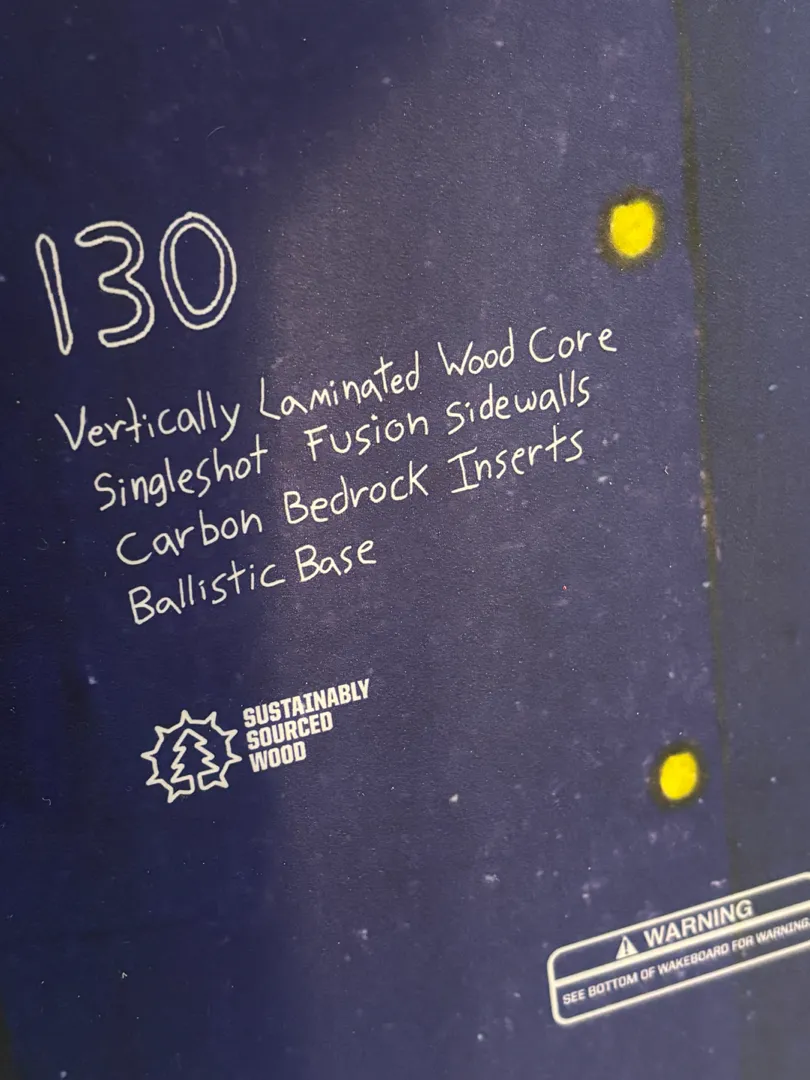 130
Vertically Laminated Wood Core
Singleshot Fusion Sidewalls
Carbon Bedrock Inserts
Ballistic Base
SUSTAINABLY
SOURCED
WOOD
WARNING
SEE BOTTOM OF WAKEBOARD FOR WARNING